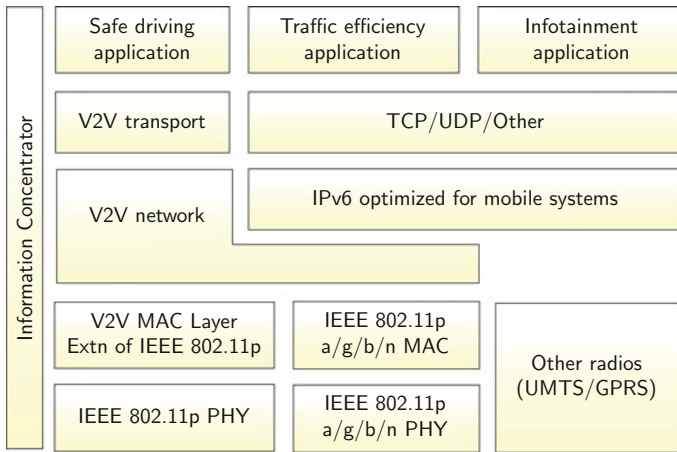 Information Concentrator
Safe driving
application
Traffic efficiency
application
Infotainment
application
V2V transport
TCP/UDP/Other
V2V network
IPv6 optimized for mobile systems
V2V MAC Layer
Extn of IEEE 802.11p
IEEE 802.11p
a/g/b/n MAC
Other radios
(UMTS/GPRS)
IEEE 802.11p PHY
IEEE 802.11p
a/g/b/n PHY